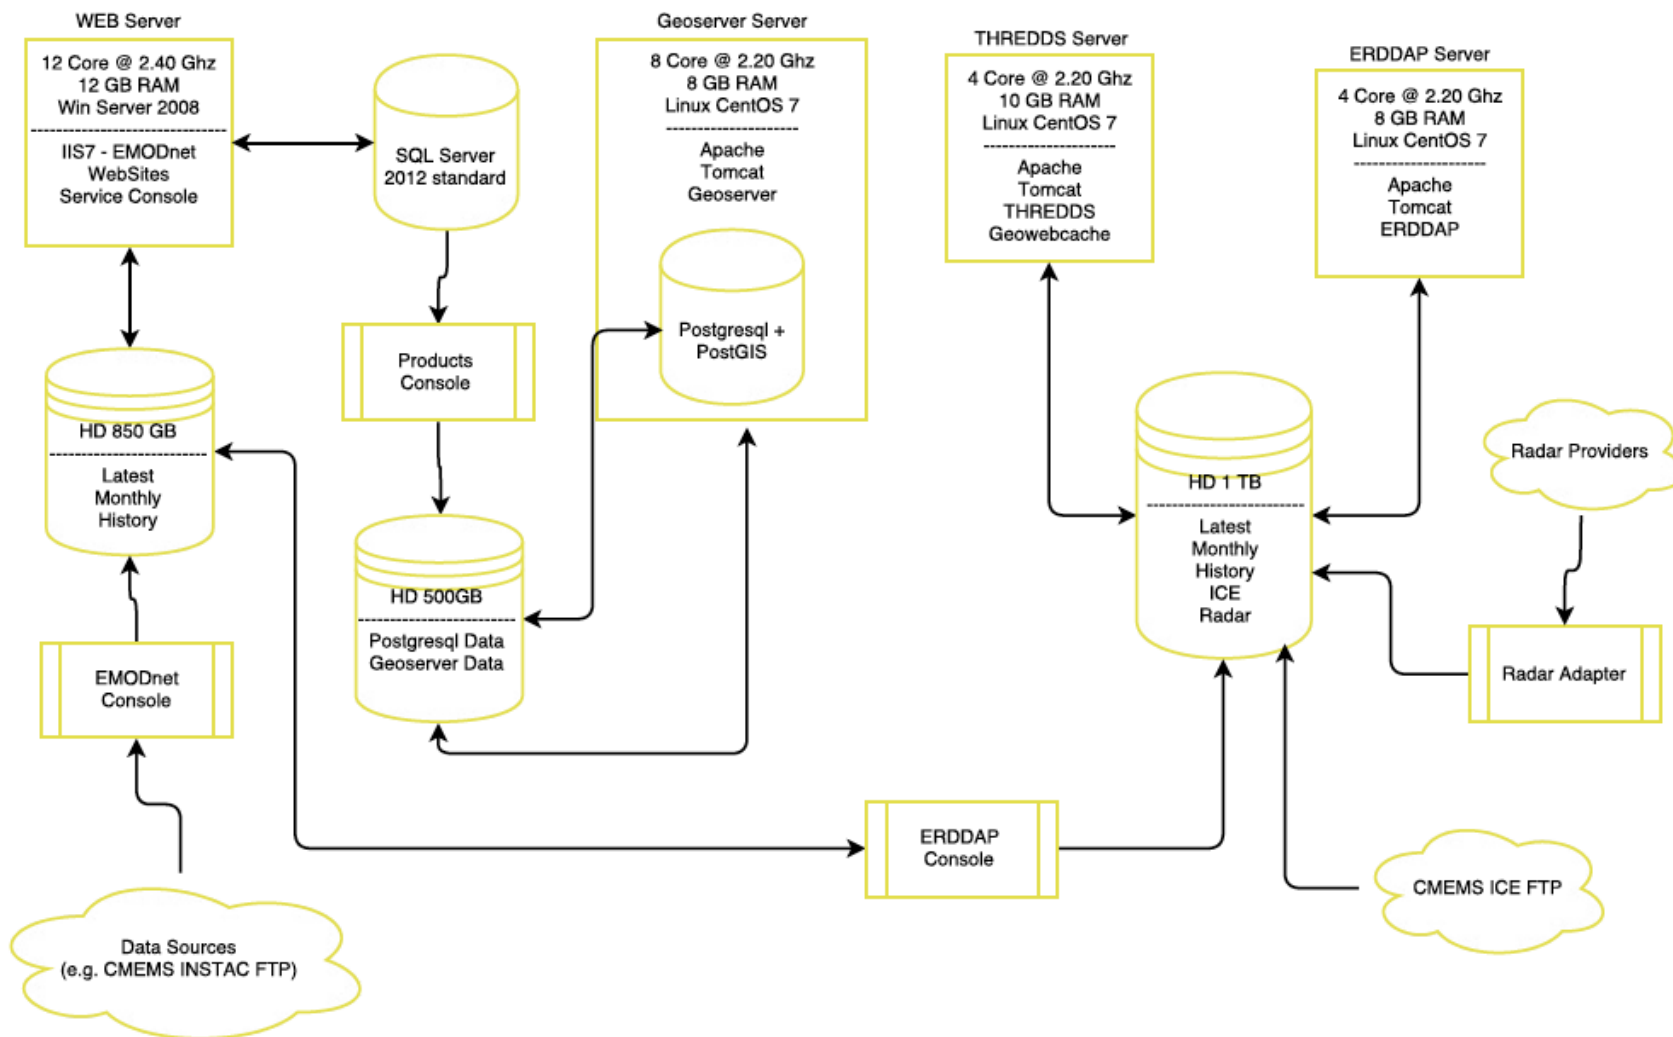 WEB Server
12 Core @ 2.40 Ghz
12 GB RAM
Win Server 2008
IIS7 - EMODnet
WebSites
Service Console
SQL Server
2012 standard
Geoserver Server
8 Core @ 2.20 Ghz
8 GB RAM
Linux CentOS 7
Apache
Tomcat
Geoserver
Postgresql +
PostGIS
THREDDS Server
4 Core @ 2.20 Ghz
10 GB RAM
Linux CentOS 7
Apache
Tomcat
THREDDS
Geowebcache
ERDDAP Server
4 Core @ 2.20 Ghz
8 GB RAM
Linux CentOS 7
Apache
Tomcat
ERDDAP
Products
Console
HD 850 GB
Latest
Monthly
History
HD 500GB
Postgresql Data
Geoserver Data
HD 1 TB
Latest
Monthly
History
ICE
Radar
Radar Providers
Radar Adapter
EMODnet
Console
ERDDAP
Console
CMEMS ICE FTP
Data Sources
(e.g. CMEMS INSTAC FTP)